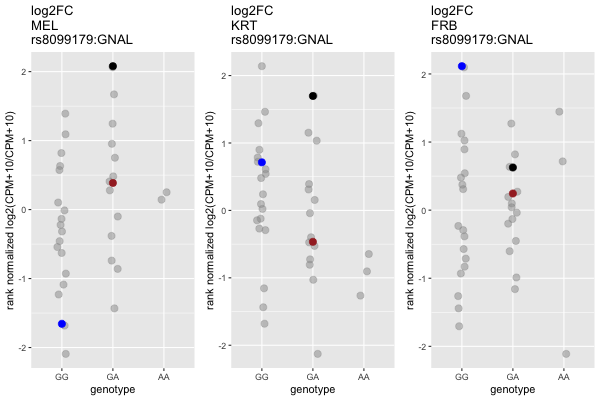 log2FC
MEL
rs8099179:GNAL
rank normalized log2(CPM+10/CPM+10)
2
1
0
-1
-2
GG
GA
AA
genotype
log2FC
KRT
rs8099179:GNAL
rank normalized log2(CPM+10/CPM+10)
2
1
0
-1
-2
GG
GA
AA
genotype
log2FC
FRB
rs8099179:GNAL
rank normalized log2(CPM+10/CPM+10)
2
1
0
-1
-2
GG
GA
AA
genotype